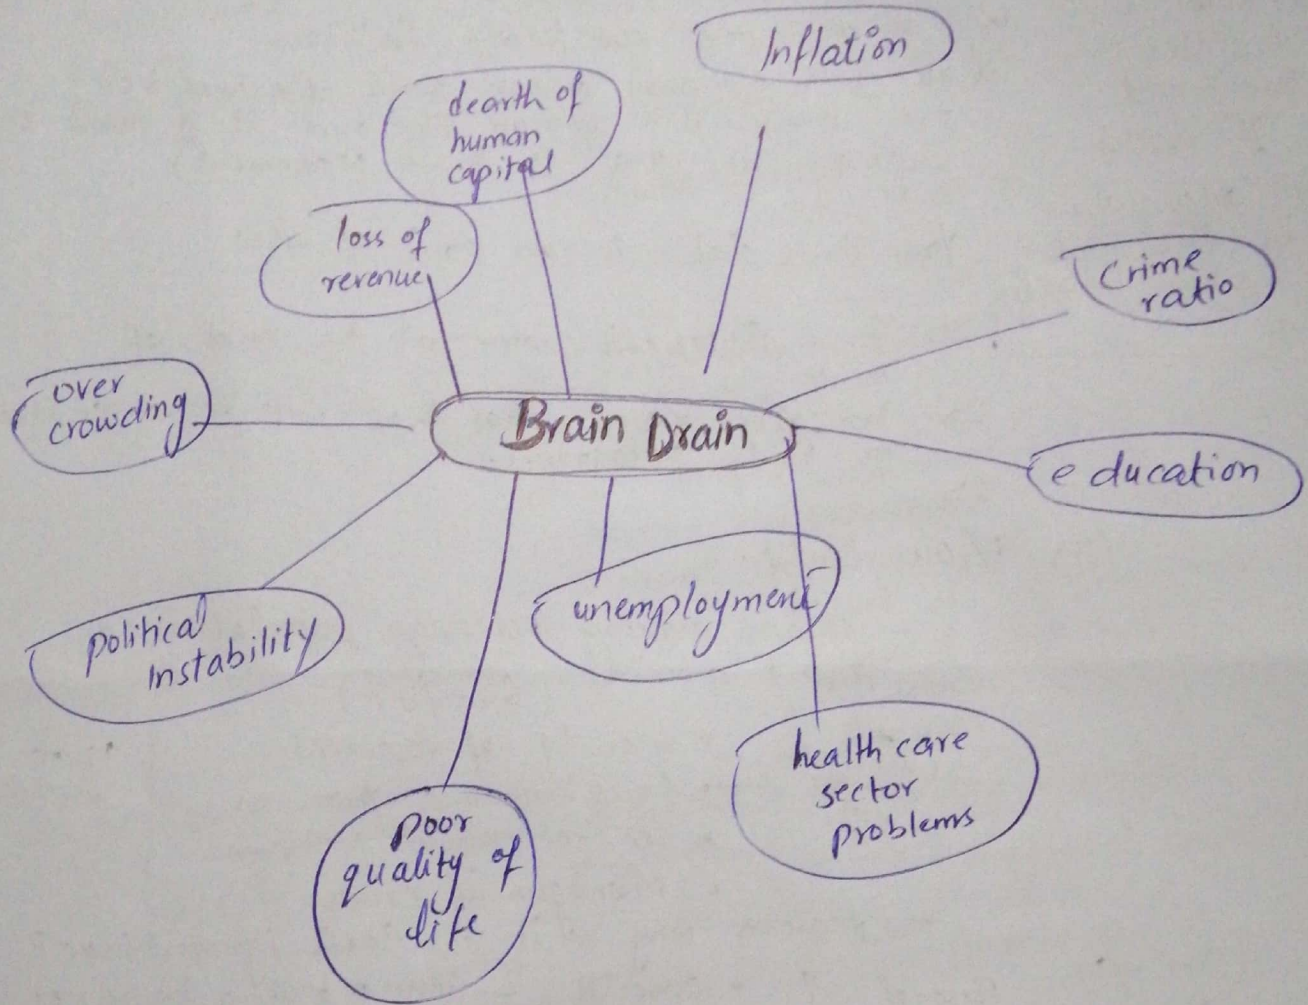 Inflation
dearth of
human
capital
loss of
revenue
Crime
ratio
over
crowding
Brain Drain
education
unemployment
political
instability
health care
sector
problems
poor
quality of
life